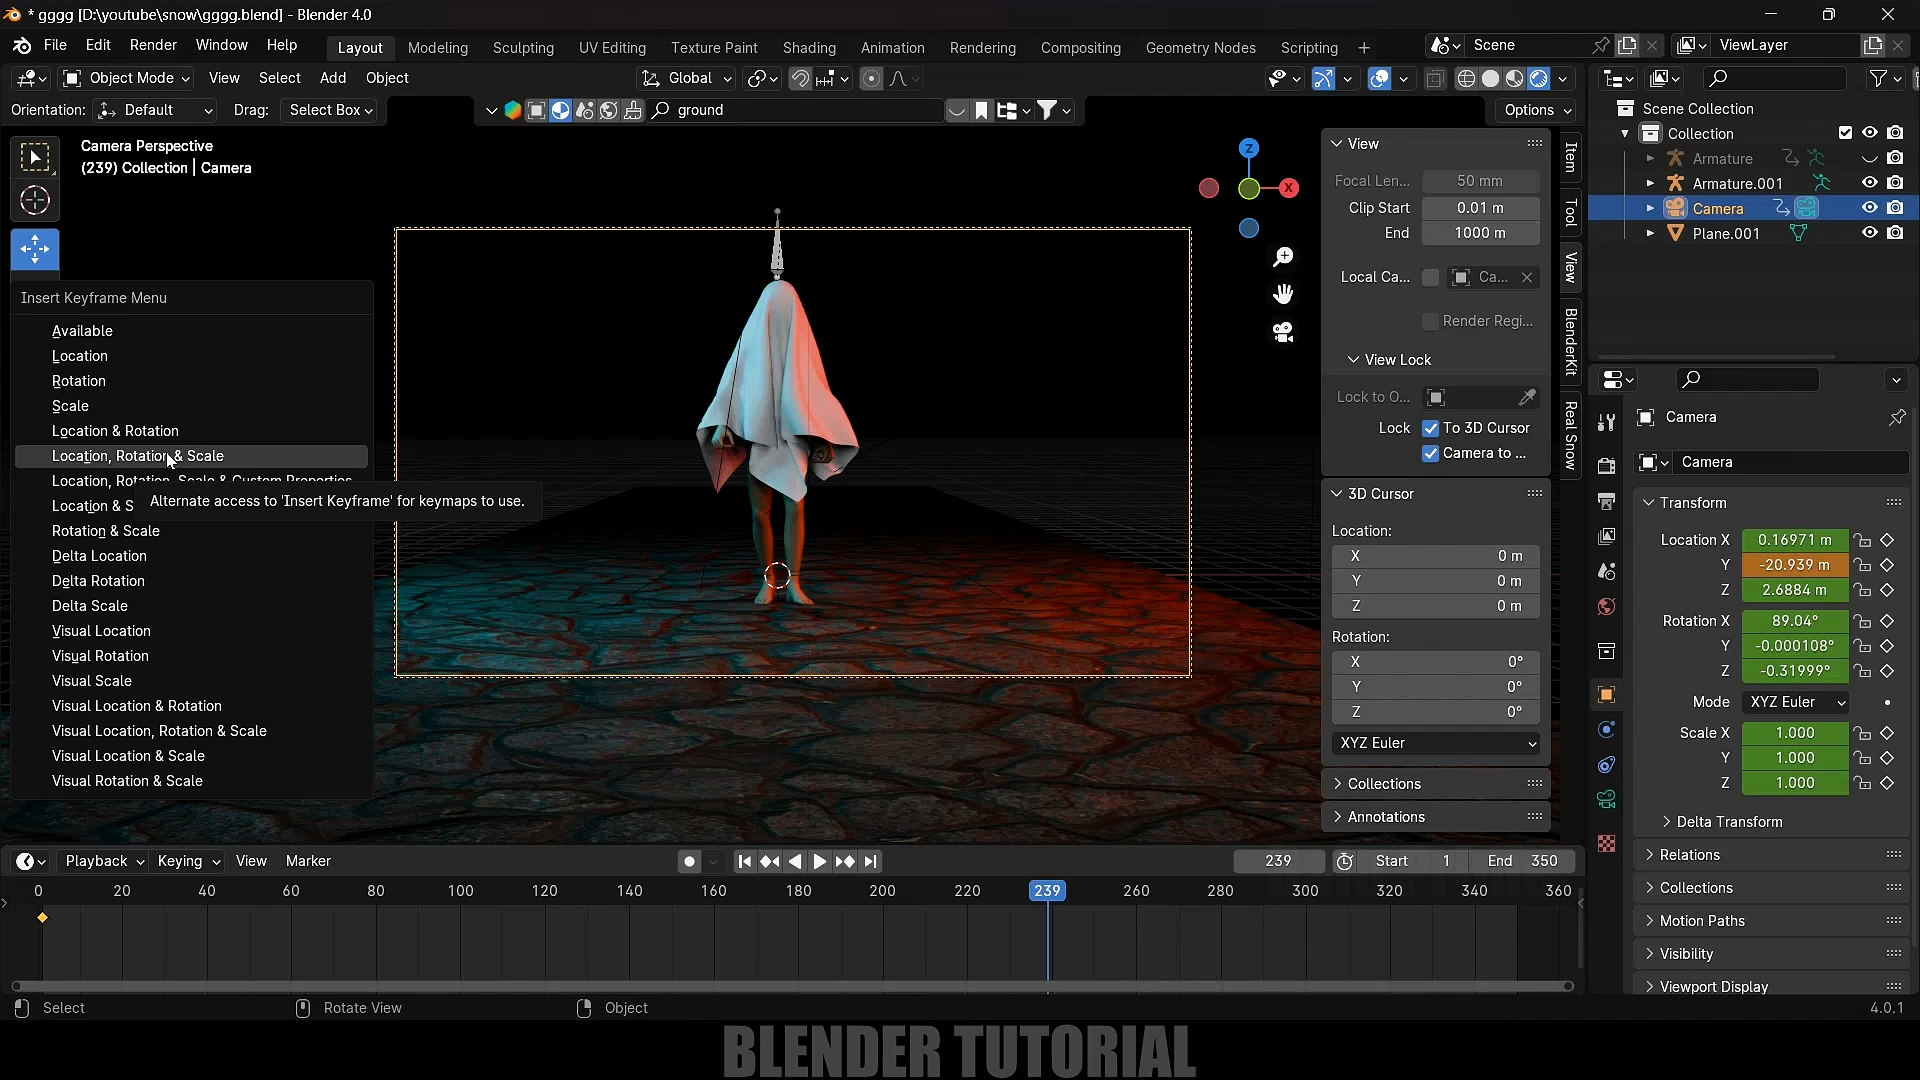 * gggg [D:\youtube\snow\gggg.blend] - Blender 4.0
File Edit Render Window Help Layout Modeling Sculpting UV Editing Texture Paint Shading Animation Rendering Compositing Geometry Nodes Scripting + Scene ViewLayer
Object Mode View Select Add Object Global
Orientation: Default Drag: Select Box ground Options
Camera Perspective
(239) Collection | Camera
Z
X
Insert Keyframe Menu
Available
Location
Rotation
Scale
Location & Rotation
Location, Rotation & Scale
Location, Rotation, Scale & Custom Properties
Location & S
Alternate access to 'Insert Keyframe' for keymaps to use.
Rotation & Scale
Delta Location
Delta Rotation
Delta Scale
Visual Location
Visual Rotation
Visual Scale
Visual Location & Rotation
Visual Location, Rotation & Scale
Visual Location & Scale
Visual Rotation & Scale
View
Focal Len... 50 mm
Clip Start 0.01 m
End 1000 m
Local Ca... Ca...
Render Regi...
View Lock
Lock to O...
Lock To 3D Cursor
Camera to ...
3D Cursor
Location:
X 0 m
Y 0 m
Z 0 m
Rotation:
X 0°
Y 0°
Z 0°
XYZ Euler
Collections
Annotations
Item
Tool
View
BlenderKit
Real Snow
Scene Collection
Collection
Armature
Armature.001
Camera
Plane.001
Camera
Camera
Transform
Location X 0.16971 m
Y -20.939 m
Z 2.6884 m
Rotation X 89.04°
Y -0.000108°
Z -0.31999°
Mode XYZ Euler
Scale X 1.000
Y 1.000
Z 1.000
Delta Transform
Relations
Collections
Motion Paths
Visibility
Viewport Display
Playback Keying View Marker 239 Start 1 End 350
0 20 40 60 80 100 120 140 160 180 200 220 239 260 280 300 320 340 360
Select Rotate View Object 4.0.1
BLENDER TUTORIAL